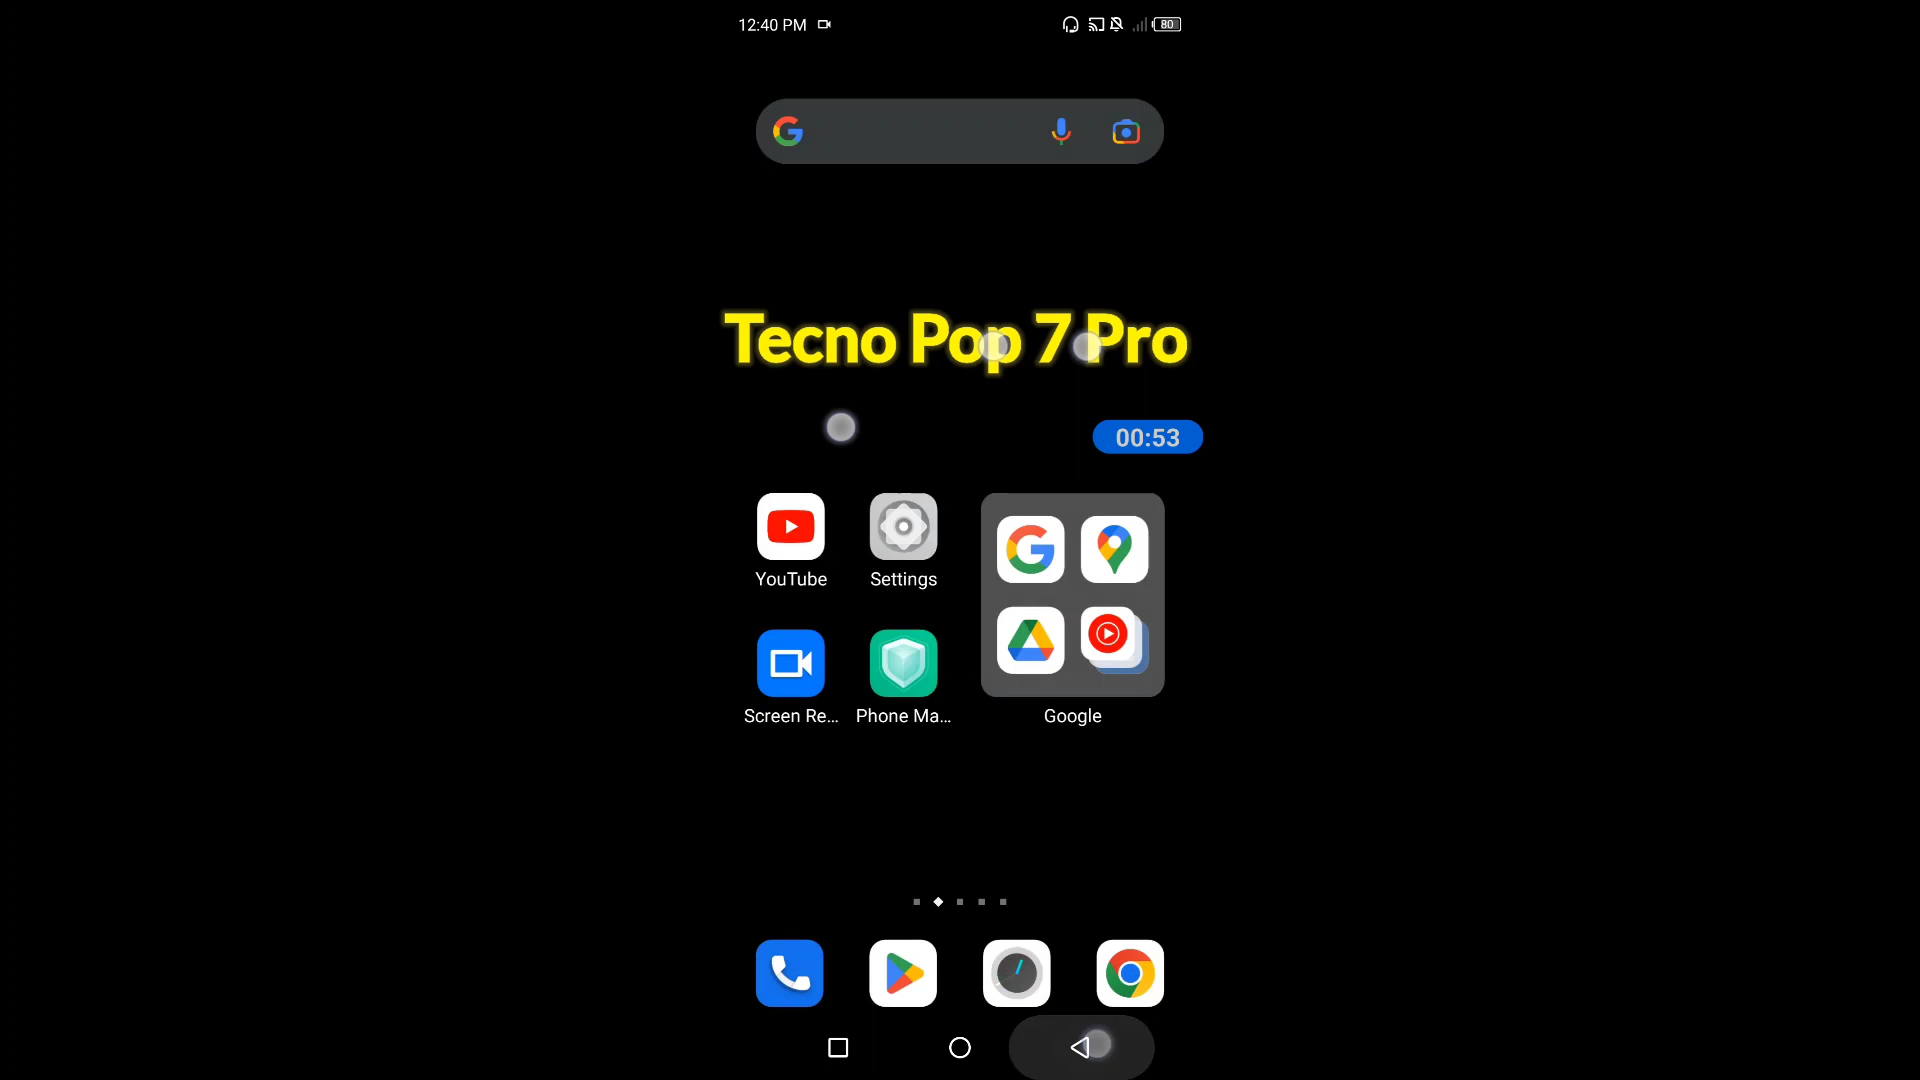 12:40 PM
80
Tecno Pop 7 Pro
00:53
YouTube
Settings
Screen Re...
Phone Ma...
Google